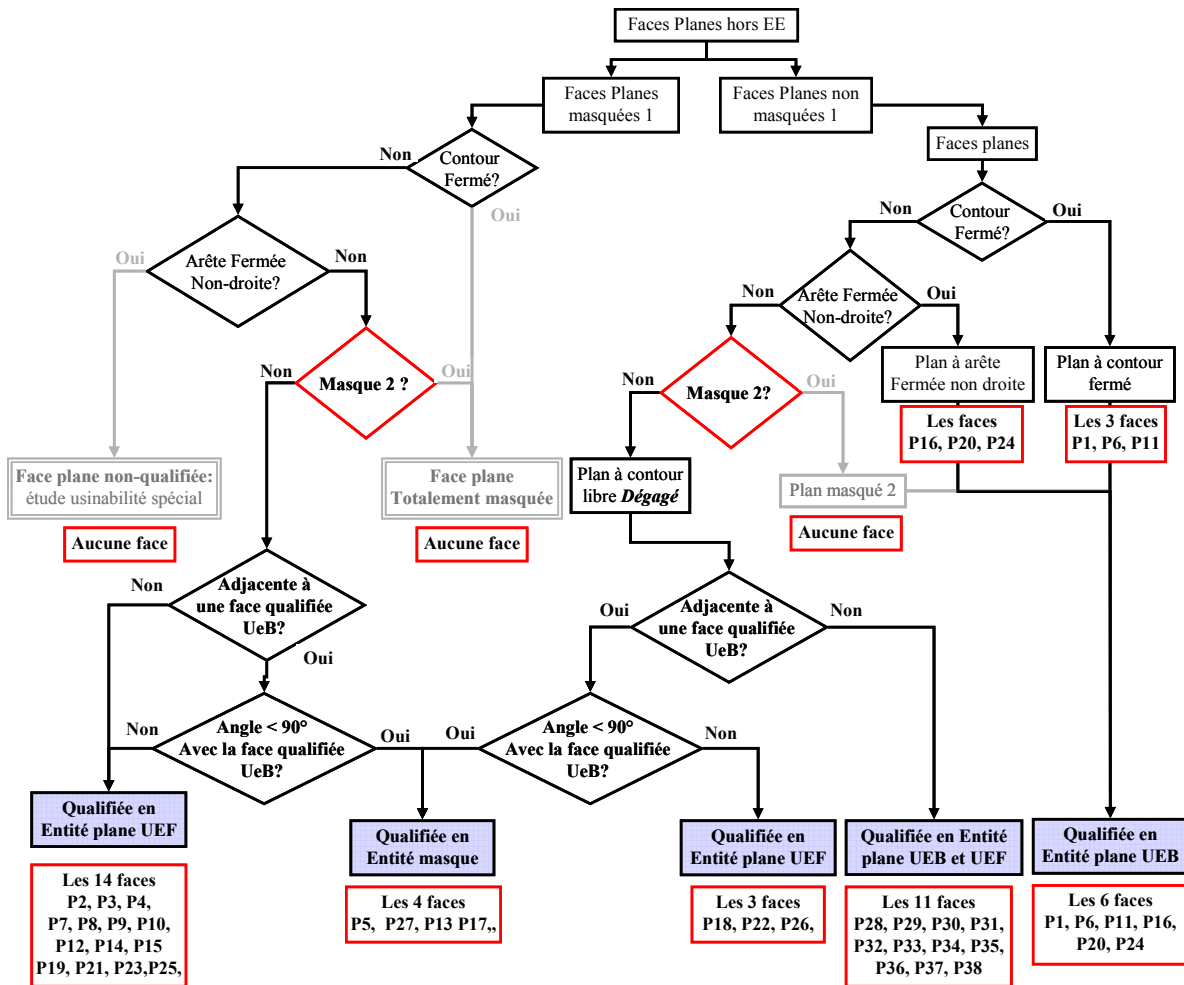 Faces Planes hors EE
Faces Planes
masquées 1
Faces Planes non
masquées 1
Faces planes
Non
Contour
Fermé?
Oui
Non
Contour
Fermé?
Oui
Oui
Arête Fermée
Non-droite?
Non
Non
Arête Fermée
Non-droite?
Oui
Non
Masque 2 ?
Oui
Non
Masque 2?
Oui
Plan à arête
Fermée non droite
Plan à contour
fermé
Les faces
P16, P20, P24
Les 3 faces
P1, P6, P11
Face plane non-qualifiée:
étude usinabilité spécial
Face plane
Totalement masquée
Plan à contour
libre Dégagé
Plan masqué 2
Aucune face
Aucune face
Aucune face
Non
Adjacente à
une face qualifiée
UeB?
Oui
Oui
Adjacente à
une face qualifiée
UeB?
Non
Non
Angle < 90°
Avec la face qualifiée
UeB?
Oui
Oui
Angle < 90°
Avec la face qualifiée
UeB?
Non
Qualifiée en
Entité plane UEF
Qualifiée en
Entité masque
Qualifiée en
Entité plane UEF
Qualifiée en Entité
plane UEB et UEF
Qualifiée en
Entité plane UEB
Les 14 faces
P2, P3, P4,
P7, P8, P9, P10,
P12, P14, P15
P19, P21, P23,P25,
Les 4 faces
P5, P27, P13 P17,,
Les 3 faces
P18, P22, P26,
Les 11 faces
P28, P29, P30, P31,
P32, P33, P34, P35,
P36, P37, P38
Les 6 faces
P1, P6, P11, P16,
P20, P24